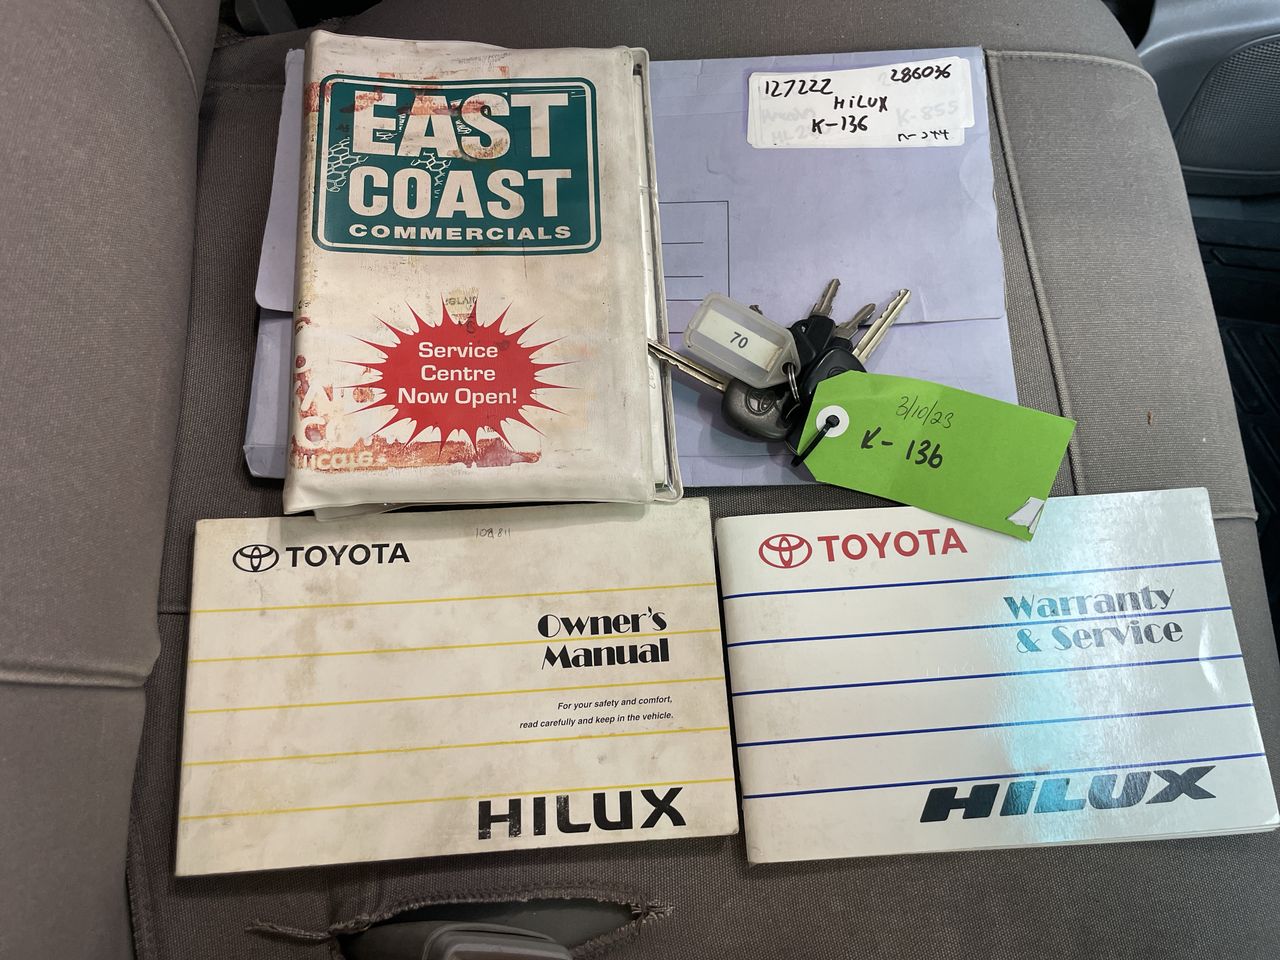 EAST
COAST
COMMERCIALS
Service
Centre
Now Open!
127222 286036
HiLUX
K-136
K-855
70
3/10/23
K-136
TOYOTA
Owner's
Manual
For your safety and comfort,
read carefully and keep in the vehicle.
HILUX
TOYOTA
Warranty
& Service
HILUX